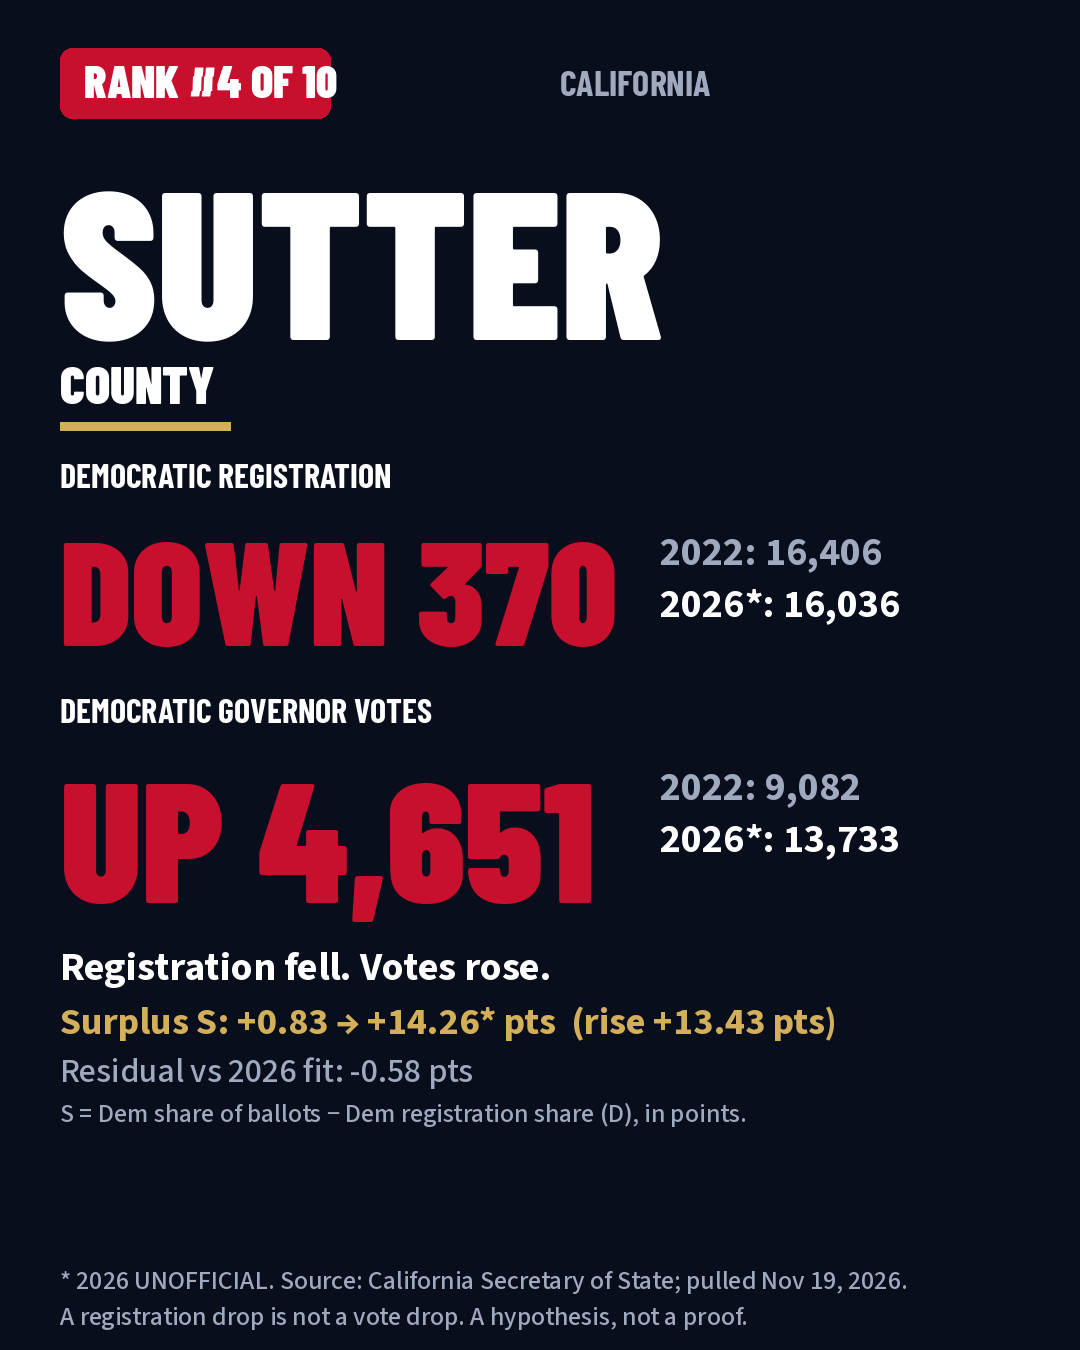 RANK #4 OF 10
CALIFORNIA
SUTTER
COUNTY
DEMOCRATIC REGISTRATION
DOWN 370
2022: 16,406
2026*: 16,036
DEMOCRATIC GOVERNOR VOTES
UP 4,651
2022: 9,082
2026*: 13,733
Registration fell. Votes rose.
Surplus S: +0.83 → +14.26* pts (rise +13.43 pts)
Residual vs 2026 fit: -0.58 pts
S = Dem share of ballots − Dem registration share (D), in points.
* 2026 UNOFFICIAL. Source: California Secretary of State; pulled Nov 19, 2026.
A registration drop is not a vote drop. A hypothesis, not a proof.